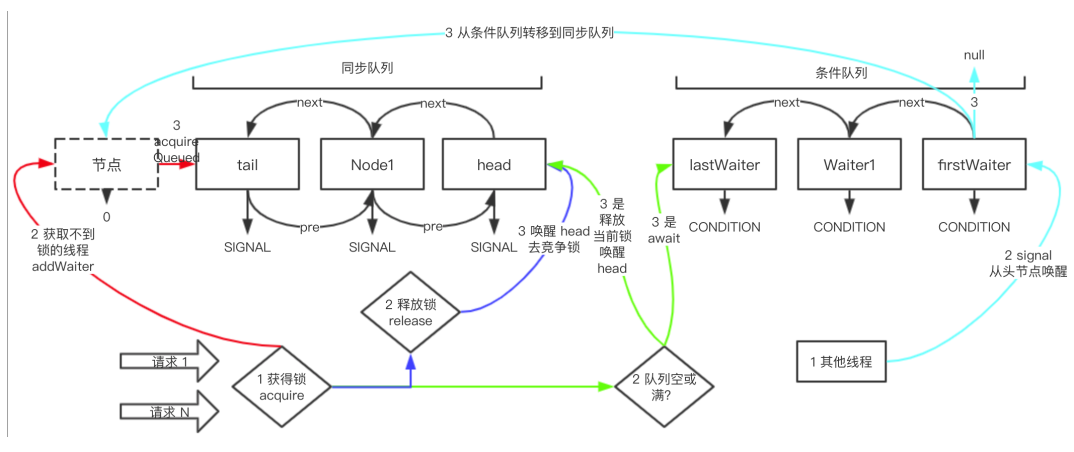 3 从条件队列转移到同步队列
null
同步队列
条件队列
next
next
next
next
3
3
acquire
Queued
节点
tail
Node1
head
lastWaiter
Waiter1
firstWaiter
0
pre
pre
SIGNAL
SIGNAL
SIGNAL
CONDITION
CONDITION
CONDITION
2 获取不到
锁的线程
addWaiter
3 唤醒 head
去竞争锁
3 是
释放
当前锁
唤醒
head
3 是
await
2 signal
从头节点唤醒
2 释放锁
release
请求 1
请求 N
1 获得锁
acquire
2 队列空或
满?
1 其他线程